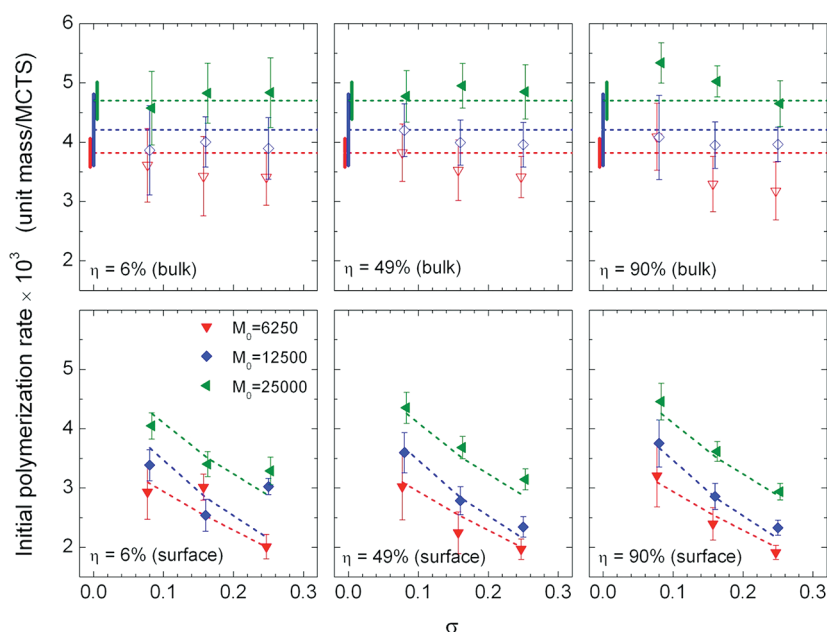 Initial polymerization rate × 10³ (unit mass/MCTS)
6
5
4
3
2
η = 6% (bulk)
η = 49% (bulk)
η = 90% (bulk)
5
4
3
2
M₀=6250
M₀=12500
M₀=25000
η = 6% (surface)
η = 49% (surface)
η = 90% (surface)
0.0 0.1 0.2 0.3
0.0 0.1 0.2 0.3
0.0 0.1 0.2 0.3
σ